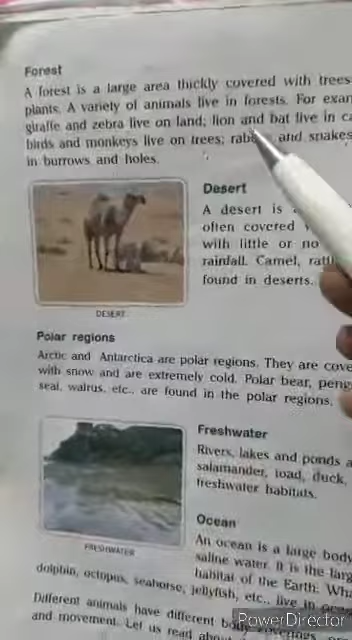 Forest
A forest is a large area thickly covered with trees
plants. A variety of animals live in forests. For
giraffe and zebra live on land; lion and bat live in
birds and monkeys live on trees; and snakes
in burrows and holes.
Desert
A desert is
often covered
with little or no
rainfall. Camel,
found in deserts.
DESERT
Polar regions
Arctic and Antarctica are polar regions. They are
with snow and are extremely cold. Polar bear,
seal, walrus, etc., are found in the polar regions.
Freshwater
Rivers, lakes and ponds
salamander, toad, duck,
freshwater habitats.
FRESHWATER
Ocean
An ocean is a large body
saline water. It is the
habitat of the Earth.
dolphin, octopus, seahorse, jellyfish, etc., live in
Different animals have different body
and movement. Let us read
PowerDirector